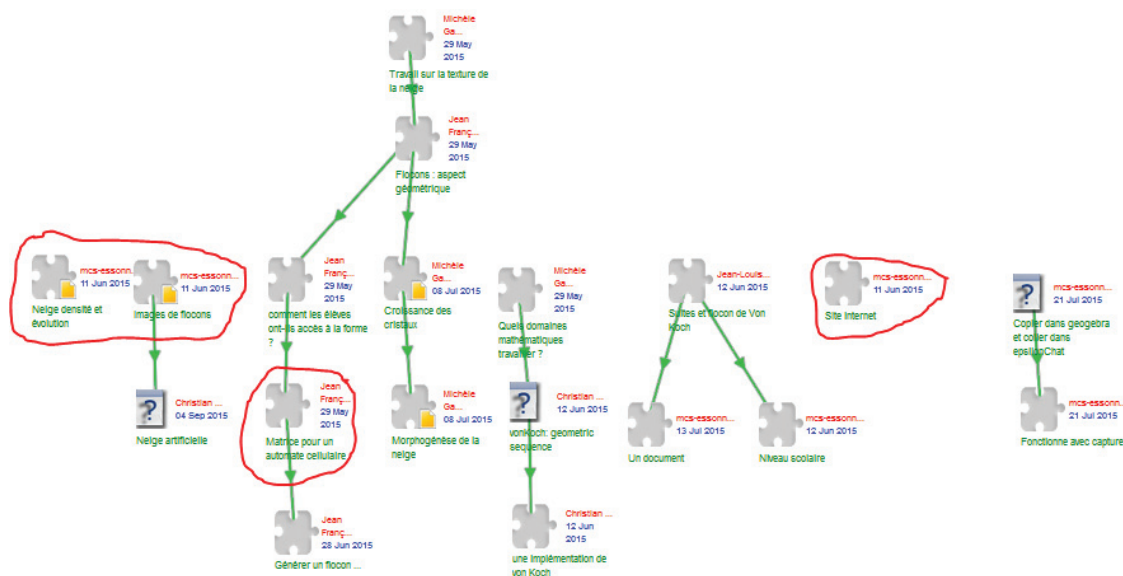 Michèle
Ga...
29 May
2015
Travail sur la texture de
la neige
Jean
Franç...
29 May
2015
Flocons : aspect
géométrique
mcs-essonn...
11 Jun 2015
Neige densité et
évolution
mcs-essonn...
11 Jun 2015
Images de flocons
Jean
Franç...
29 May
2015
comment les élèves
ont-ils accès à la forme
?
Michèle
Ga...
08 Jul 2015
Croissance des
cristaux
Michèle
Ga...
29 May
2015
Quels domaines
mathématiques
travailler ?
Jean-Louis...
12 Jun 2015
Suites et flocon de Von
Koch
mcs-essonn...
11 Jun 2015
Site Internet
?
mcs-essonn...
21 Jul 2015
Copier dans geogebra
et coller dans
epsilonChat
?
Christian ...
04 Sep 2015
Neige artificielle
Jean
Franç...
29 May
2015
Matrice pour un
automate cellulaire
Michèle
Ga...
08 Jul 2015
Morphogénèse de la
neige
?
Christian ...
12 Jun 2015
vonKoch: geometric
sequence
mcs-essonn...
13 Jul 2015
Un document
mcs-essonn...
12 Jun 2015
Niveau scolaire
mcs-essonn...
21 Jul 2015
Fonctionne avec capture
Jean
Franç...
28 Jun 2015
Générer un flocon ...
Christian ...
12 Jun
2015
une implémentation de
von Koch